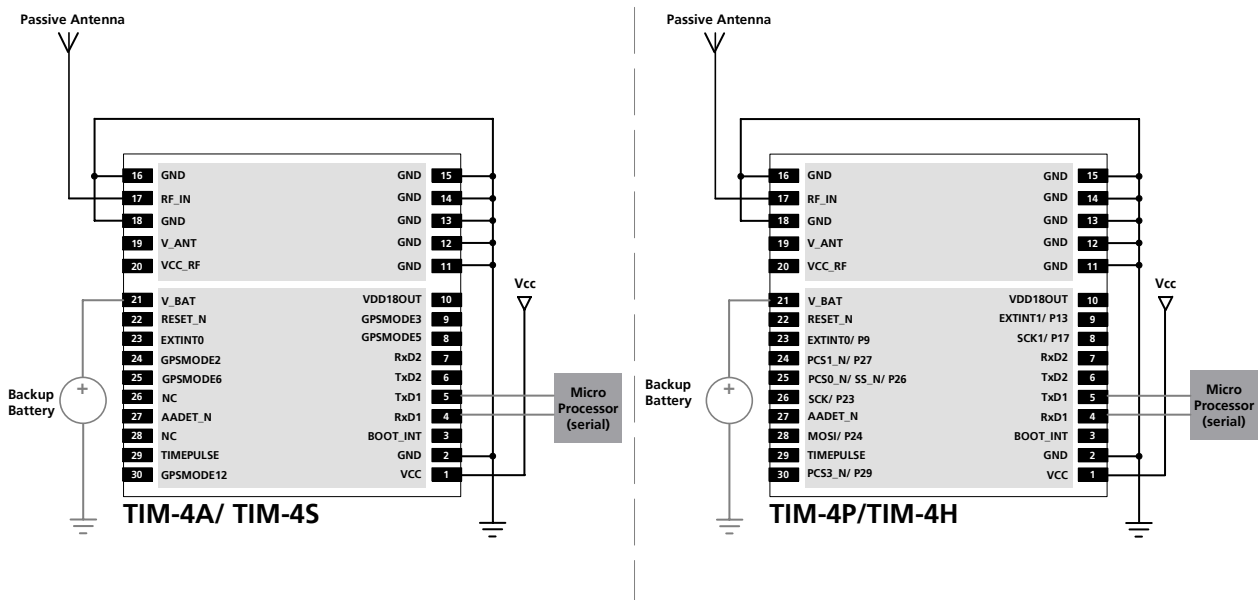 Passive Antenna
16 GND GND 15
17 RF_IN GND 14
18 GND GND 13
19 V_ANT GND 12
20 VCC_RF GND 11
Vcc
21 V_BAT VDD18OUT 10
22 RESET_N GPSMODE3 9
23 EXTINT0 GPSMODE5 8
24 GPSMODE2 RxD2 7
25 GPSMODE6 TxD2 6
26 NC TxD1 5
27 AADET_N RxD1 4
28 NC BOOT_INT 3
29 TIMEPULSE GND 2
30 GPSMODE12 VCC 1
Backup
Battery
+
Micro
Processor
(serial)
TIM-4A/ TIM-4S
Passive Antenna
16 GND GND 15
17 RF_IN GND 14
18 GND GND 13
19 V_ANT GND 12
20 VCC_RF GND 11
Vcc
21 V_BAT VDD18OUT 10
22 RESET_N EXTINT1/ P13 9
23 EXTINT0/ P9 SCK1/ P17 8
24 PCS1_N/ P27 RxD2 7
25 PCS0_N/ SS_N/ P26 TxD2 6
26 SCK/ P23 TxD1 5
27 AADET_N RxD1 4
28 MOSI/ P24 BOOT_INT 3
29 TIMEPULSE GND 2
30 PCS3_N/ P29 VCC 1
Backup
Battery
+
Micro
Processor
(serial)
TIM-4P/TIM-4H